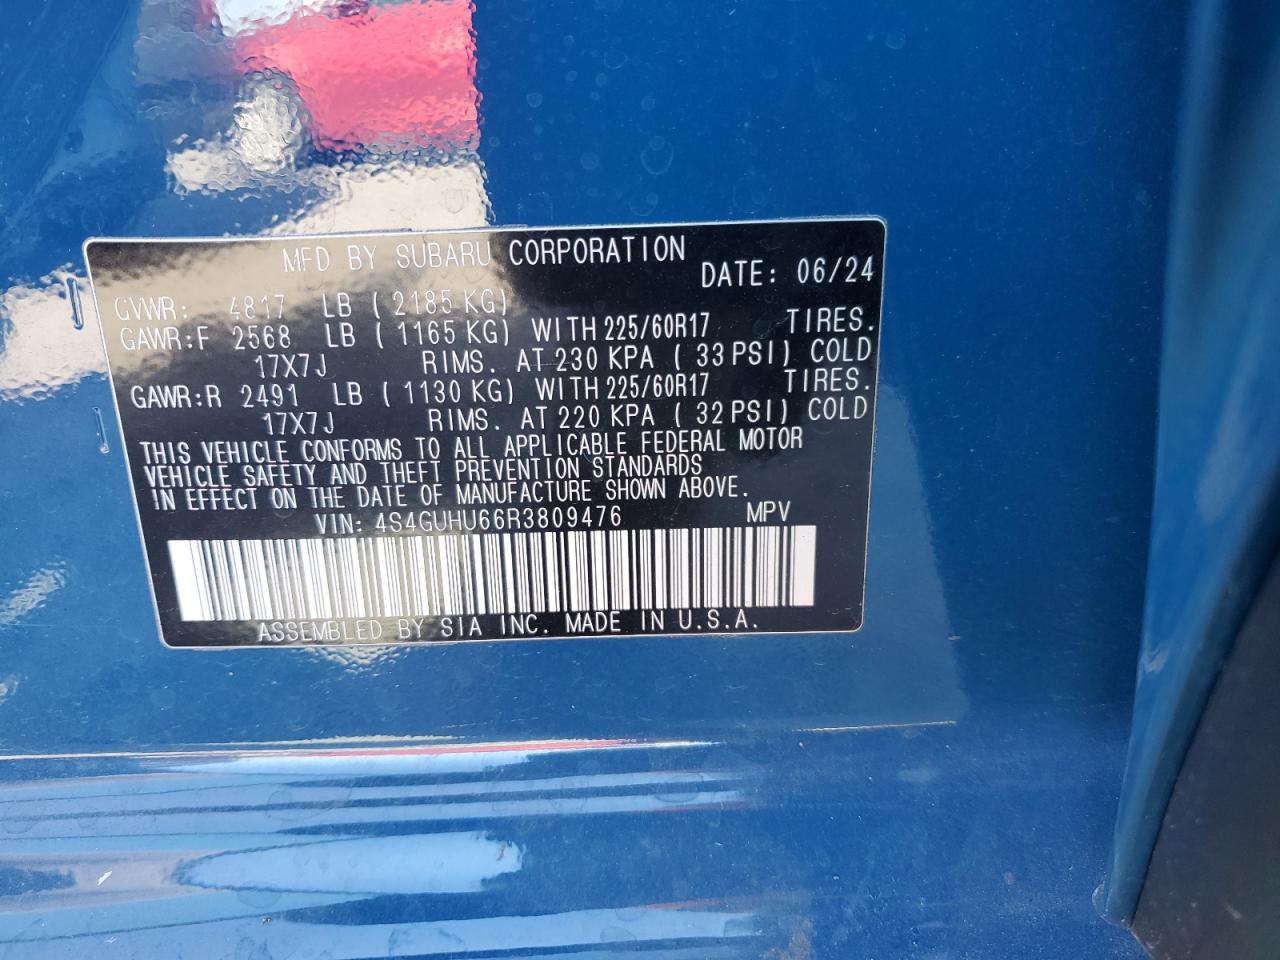 MFD BY SUBARU CORPORATION DATE: 06/24
GVWR: 4817 LB ( 2185 KG)
GAWR:F 2568 LB ( 1165 KG) WITH 225/60R17 TIRES.
17X7J RIMS. AT 230 KPA ( 33 PSI) COLD
GAWR:R 2491 LB ( 1130 KG) WITH 225/60R17 TIRES.
17X7J RIMS. AT 220 KPA ( 32 PSI) COLD
THIS VEHICLE CONFORMS TO ALL APPLICABLE FEDERAL MOTOR
VEHICLE SAFETY AND THEFT PREVENTION STANDARDS
IN EFFECT ON THE DATE OF MANUFACTURE SHOWN ABOVE.
VIN: 4S4GUHU66R3809476 MPV
ASSEMBLED BY SIA INC. MADE IN U.S.A.